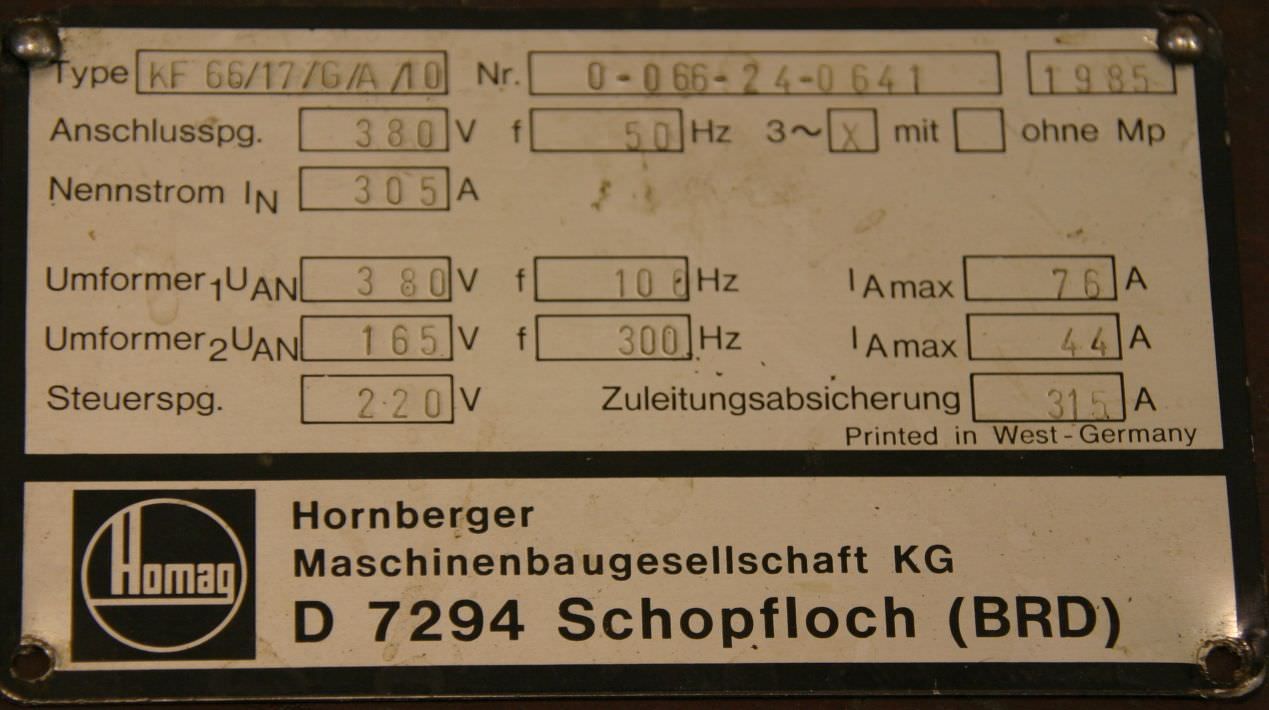 Type KF 66/17/G/A/10 Nr. 0-066-24-0641 1985
Anschlusspg. 380 V f 50 Hz 3~ X mit ohne Mp
Nennstrom IN 305 A
Umformer1UAN 380 V f Hz IAmax 76 A
Umformer2UAN 165 V f 300 Hz IAmax 44 A
Steuerspg. 220 V Zuleitungsabsicherung 315 A
Printed in West-Germany
Homag
Hornberger
Maschinenbaugesellschaft KG
D 7294 Schopfloch (BRD)